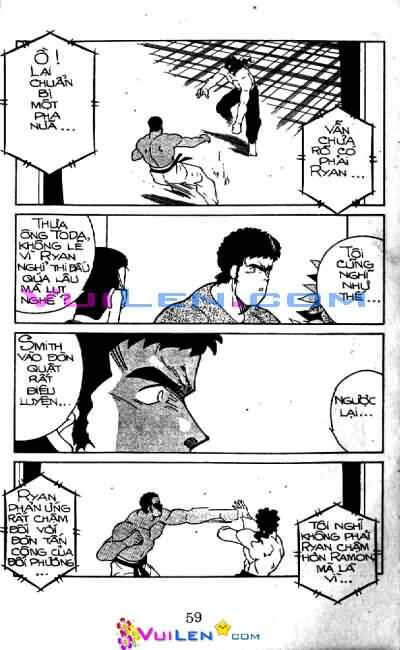 Ồ!
LẠI
CHUẨN
BỊ
MỘT
PHA
NỮA...
VẪN
CHƯA
RÕ CÓ
PHẢI
RYAN...
THƯA
ÔNG TODA,
KHÔNG LẼ
VÌ RYAN
NGHỈ THI ĐẤU
QUÁ LÂU
MÀ LỤT
NGHỀ
TÔI
CŨNG
NGHĨ
NHƯ
THẾ...
VUILEN.COM
SMITH
VÀO ĐÒN
QUẬT
RẤT
ĐIÊU
LUYỆN...
NGƯỢC
LẠI...
RYAN
PHẢN ỨNG
RẤT CHẬM
ĐỐI VỚI
ĐÒN TẤN
CÔNG CỦA
ĐỐI PHƯƠNG
...
TÔI NGHĨ
KHÔNG PHẢI
RYAN CHẬM
HƠN RAMON
MÀ LÀ
VÌ...
59
VUILEN.COM